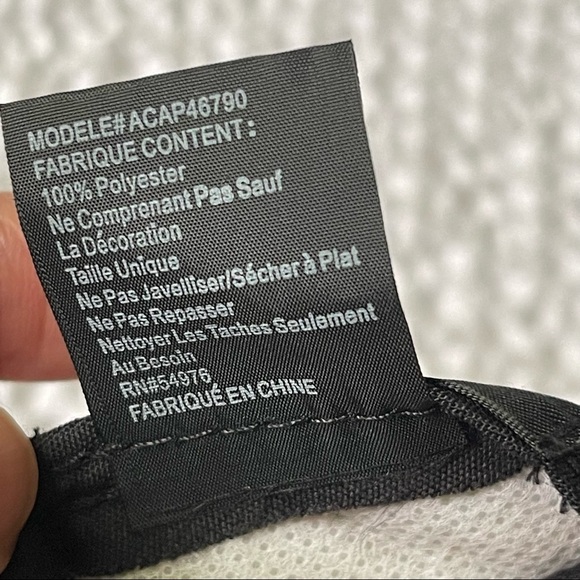 MODELE#ACAP46790
FABRIQUE CONTENT:
100% Polyester
Ne Comprenant Pas Sauf
La Décoration
Taille Unique
Ne Pas Javelliser/Sécher à Plat
Ne Pas Repasser
Nettoyer Les Taches Seulement
Au Besoin
RN#54976
FABRIQUÉ EN CHINE